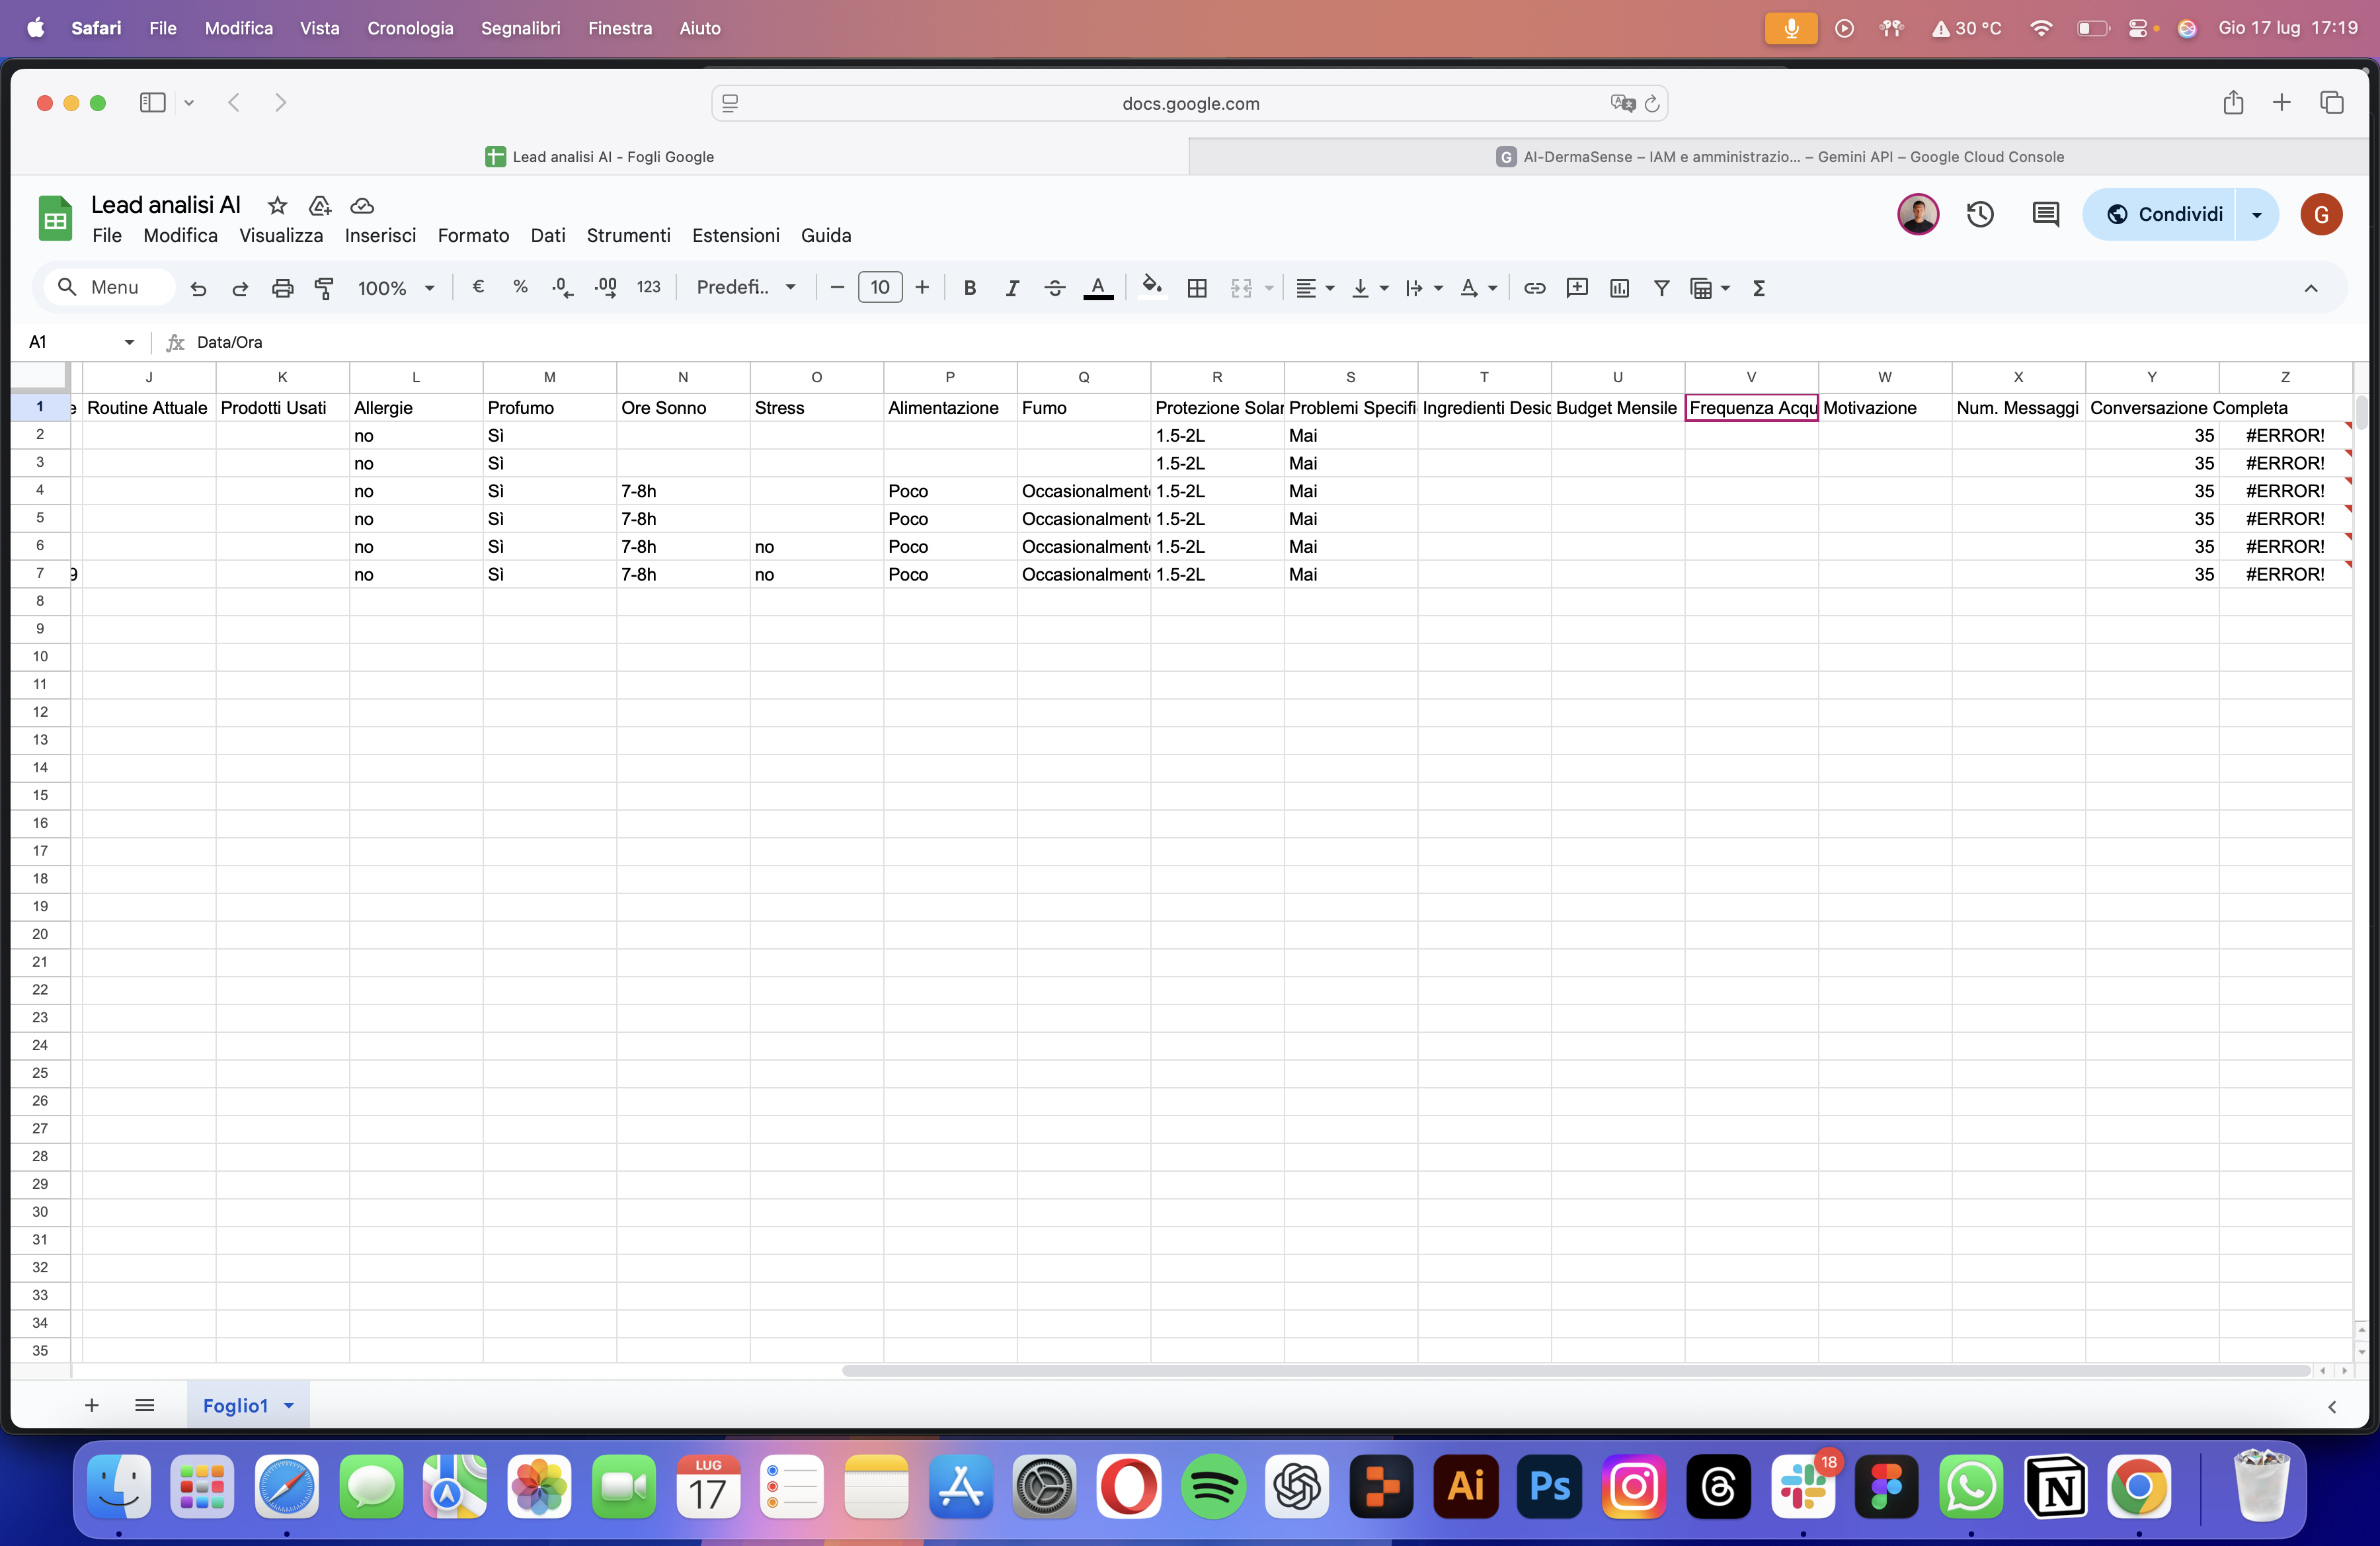 Safari File Modifica Vista Cronologia Segnalibri Finestra Aiuto 30 °C Gio 17 lug 17:19
docs.google.com
Lead analisi AI - Fogli Google G AI-DermaSense – IAM e amministrazio... – Gemini API – Google Cloud Console
Lead analisi AI
Condividi G
File Modifica Visualizza Inserisci Formato Dati Strumenti Estensioni Guida
Menu 100% € % .0 .00 123 Predefi.. − 10 + B I S A A Σ
A1 fx Data/Ora
J K L M N O P Q R S T U V W X Y Z
1 e Routine Attuale Prodotti Usati Allergie Profumo Ore Sonno Stress Alimentazione Fumo Protezione Solar Problemi Specifi Ingredienti Desid Budget Mensile Frequenza Acqu Motivazione Num. Messaggi Conversazione Completa
2 no Sì 1.5-2L Mai 35 #ERROR!
3 no Sì 1.5-2L Mai 35 #ERROR!
4 no Sì 7-8h Poco Occasionalment 1.5-2L Mai 35 #ERROR!
5 no Sì 7-8h Poco Occasionalment 1.5-2L Mai 35 #ERROR!
6 no Sì 7-8h no Poco Occasionalment 1.5-2L Mai 35 #ERROR!
7 9 no Sì 7-8h no Poco Occasionalment 1.5-2L Mai 35 #ERROR!
8
9
10
11
12
13
14
15
16
17
18
19
20
21
22
23
24
25
26
27
28
29
30
31
32
33
34
35
Foglio1
LUG
17
Ai Ps 18